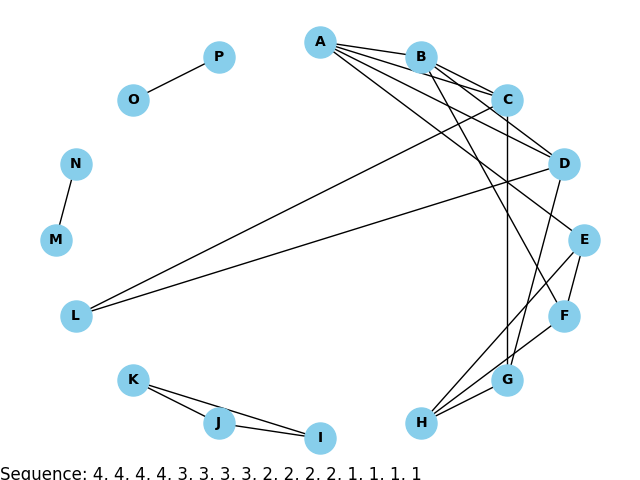 P
A
B
O
C
N
D
M
E
L
F
K
G
J
H
I
Sequence: 4, 4, 4, 4, 3, 3, 3, 3, 2, 2, 2, 2, 1, 1, 1, 1